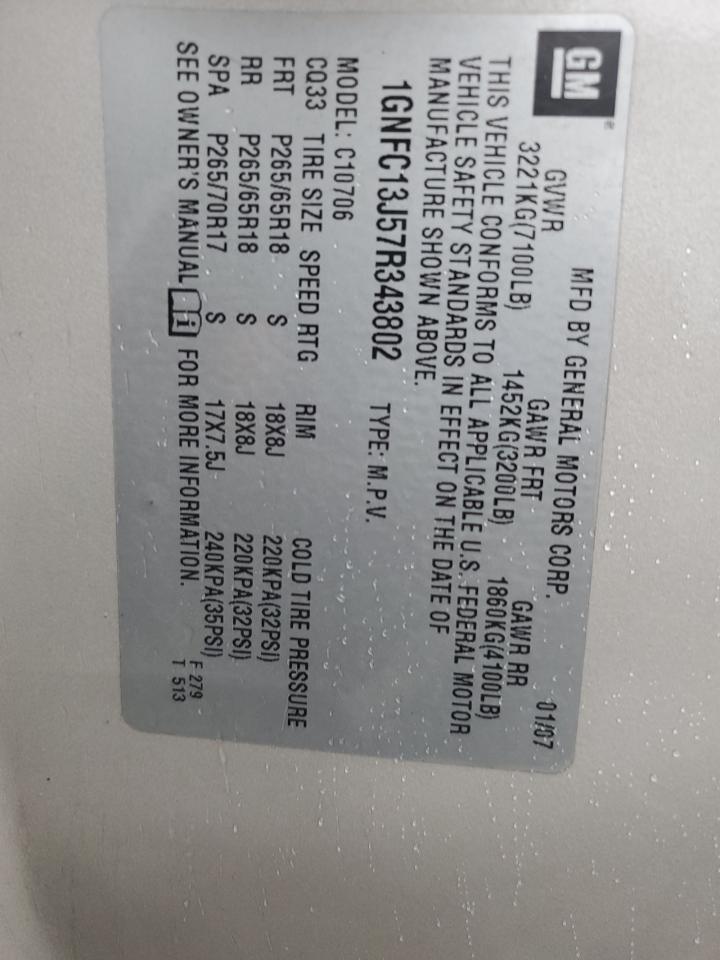 GM
MFD BY GENERAL MOTORS CORP. 01/07
GVWR GAWR FRT GAWR RR
3221KG(7100LB) 1452KG(3200LB) 1860KG(4100LB)
THIS VEHICLE CONFORMS TO ALL APPLICABLE U.S. FEDERAL MOTOR
VEHICLE SAFETY STANDARDS IN EFFECT ON THE DATE OF
MANUFACTURE SHOWN ABOVE.
1GNFC13J57R343802 TYPE: M.P.V.
MODEL: C10706
CQ33 TIRE SIZE SPEED RTG RIM COLD TIRE PRESSURE
FRT P265/65R18 S 18X8J 220KPA(32PSI)
RR P265/65R18 S 18X8J 220KPA(32PSI)
SPA P265/70R17 S 17X7.5J 240KPA(35PSI)
SEE OWNER'S MANUAL i FOR MORE INFORMATION.
F 279
T 513